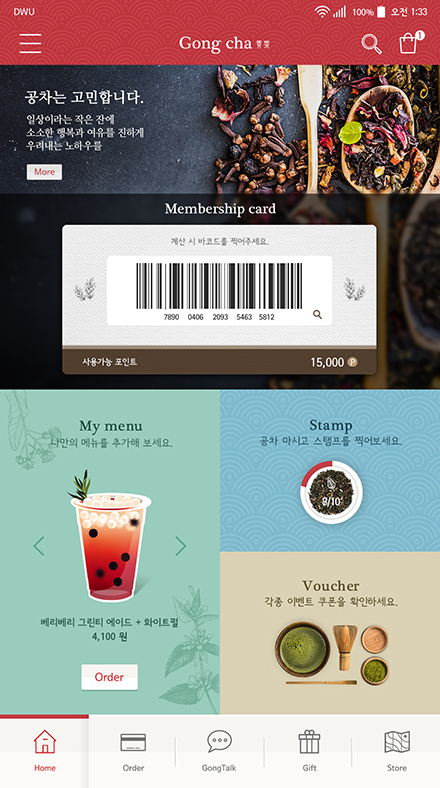 DWU
100%
오전 1:33
Gong cha
1
공차는 고민합니다.
일상이라는 작은 잔에
소소한 행복과 여유를 진하게
우려내는 노하우를
More
Membership card
계산 시 바코드를 찍어주세요.
7890 0406 2093 5463 5812
사용가능 포인트
15,000 P
My menu
나만의 메뉴를 추가해 보세요.
베리베리 그린티 에이드 + 화이트펄
4,100 원
Order
Stamp
공차 마시고 스탬프를 찍어보세요.
3/10
Voucher
각종 이벤트 쿠폰을 확인하세요.
Home
Order
GongTalk
Gift
Store